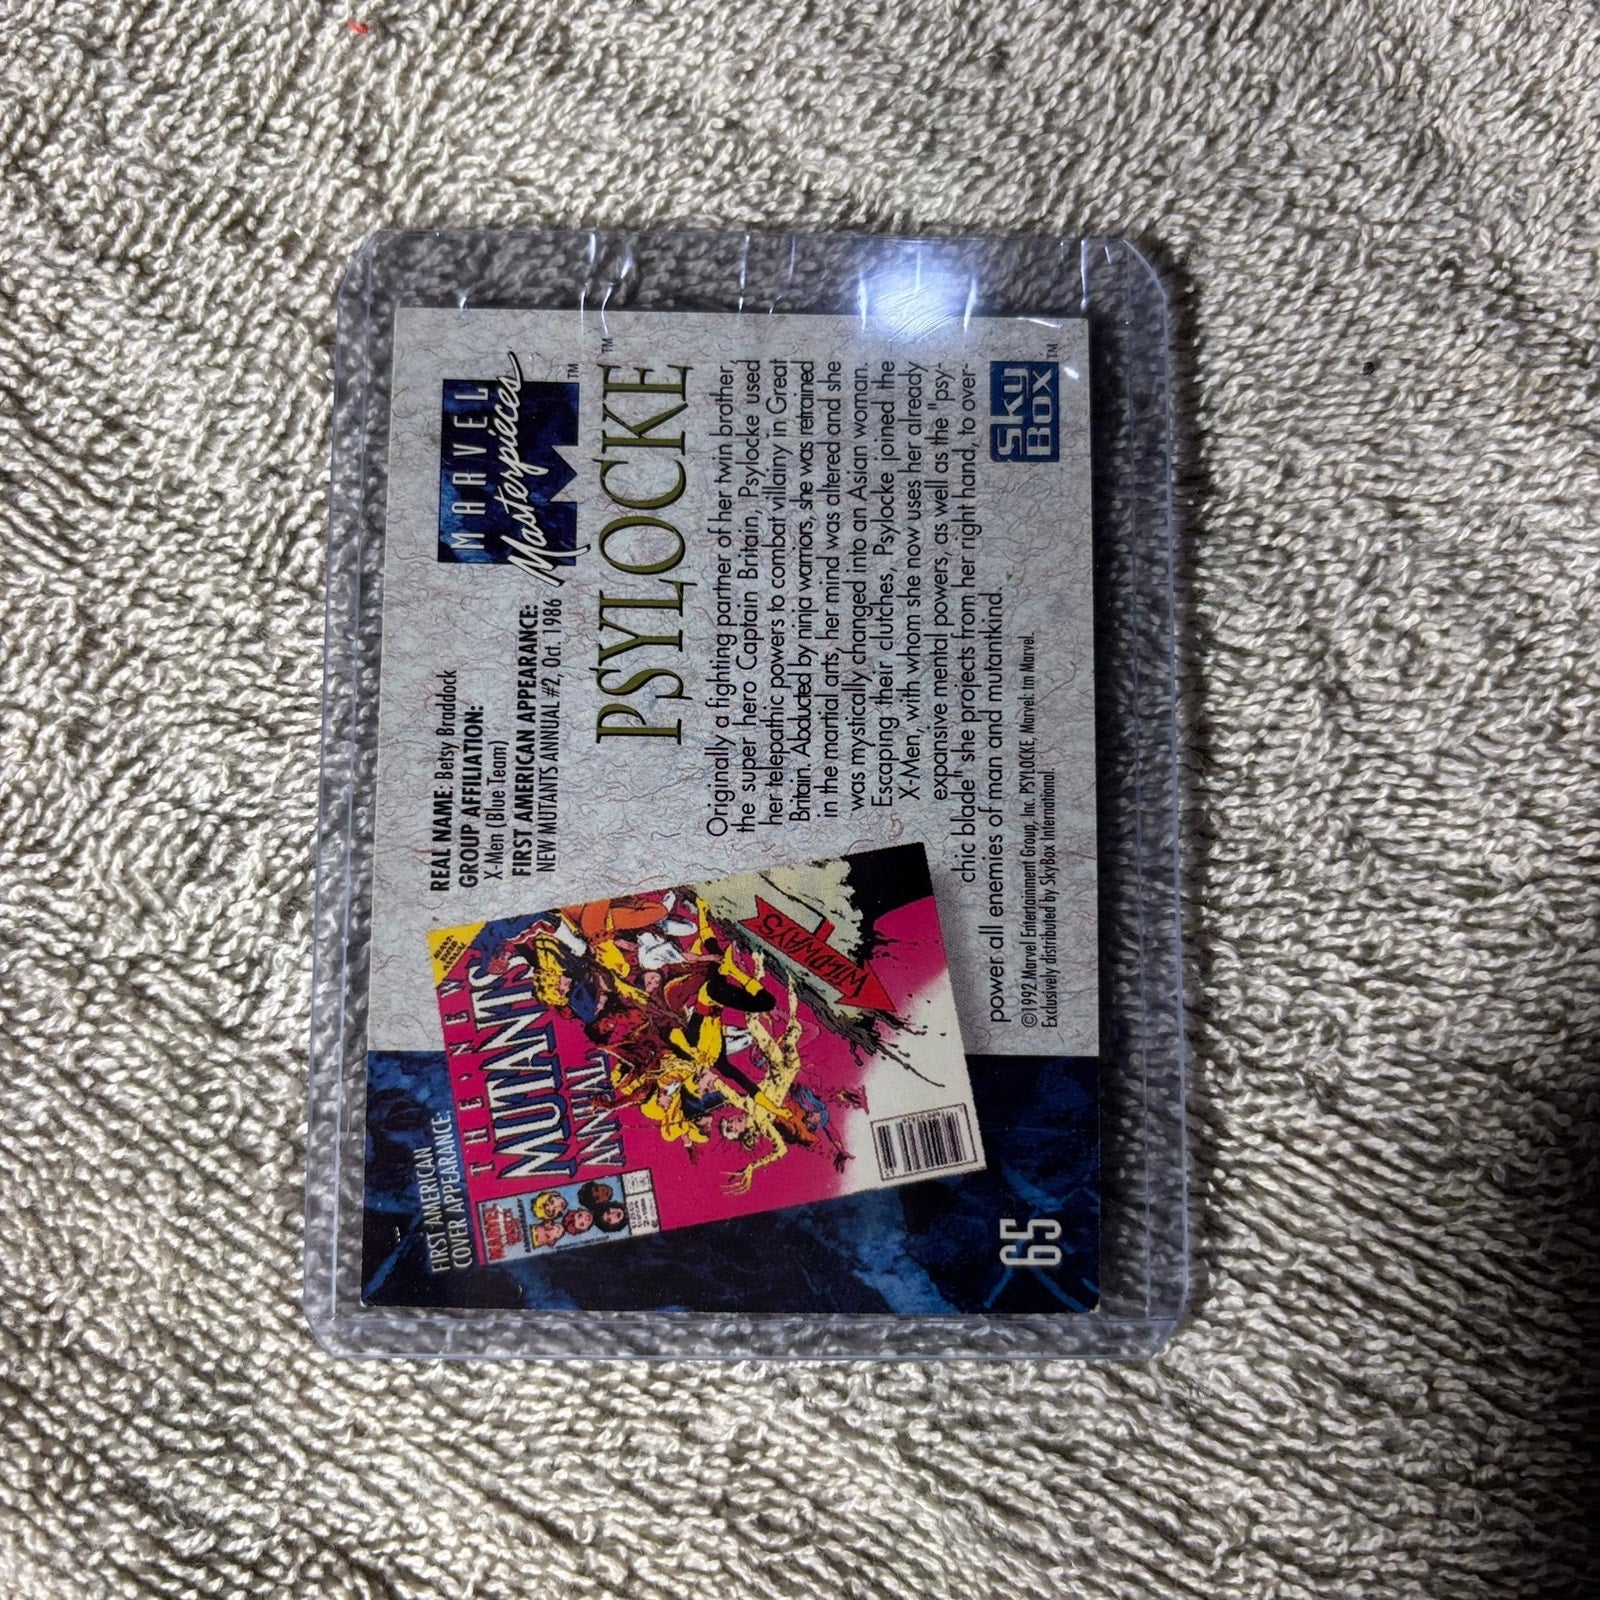 FIRST AMERICAN
COVER APPEARANCE:
MARVEL
THE NEW
MUTANTS
ANNUAL
WILDWAYS
REAL NAME: Betsy Braddock
GROUP AFFILIATION:
X-Men (Blue Team)
FIRST AMERICAN APPEARANCE:
NEW MUTANTS ANNUAL #2, Oct. 1986
MARVEL
Masterpieces
TM
PSYLOCKE TM
Originally a fighting partner of her twin brother,
the super hero Captain Britain, Psylocke used
her telepathic powers to combat villainy in Great
Britain. Abducted by ninja warriors, she was retrained
in the martial arts, her mind was altered and she
was mystically changed into an Asian woman.
Escaping their clutches, Psylocke joined the
X-Men, with whom she now uses her already
expansive mental powers, as well as the "psy-
chic blade" she projects from her right hand, to over-
power all enemies of man and mutantkind.
©1992 Marvel Entertainment Group, Inc. PSYLOCKE, Marvel: tm Marvel.
Exclusively distributed by SkyBox International.
65
SkyBOX TM